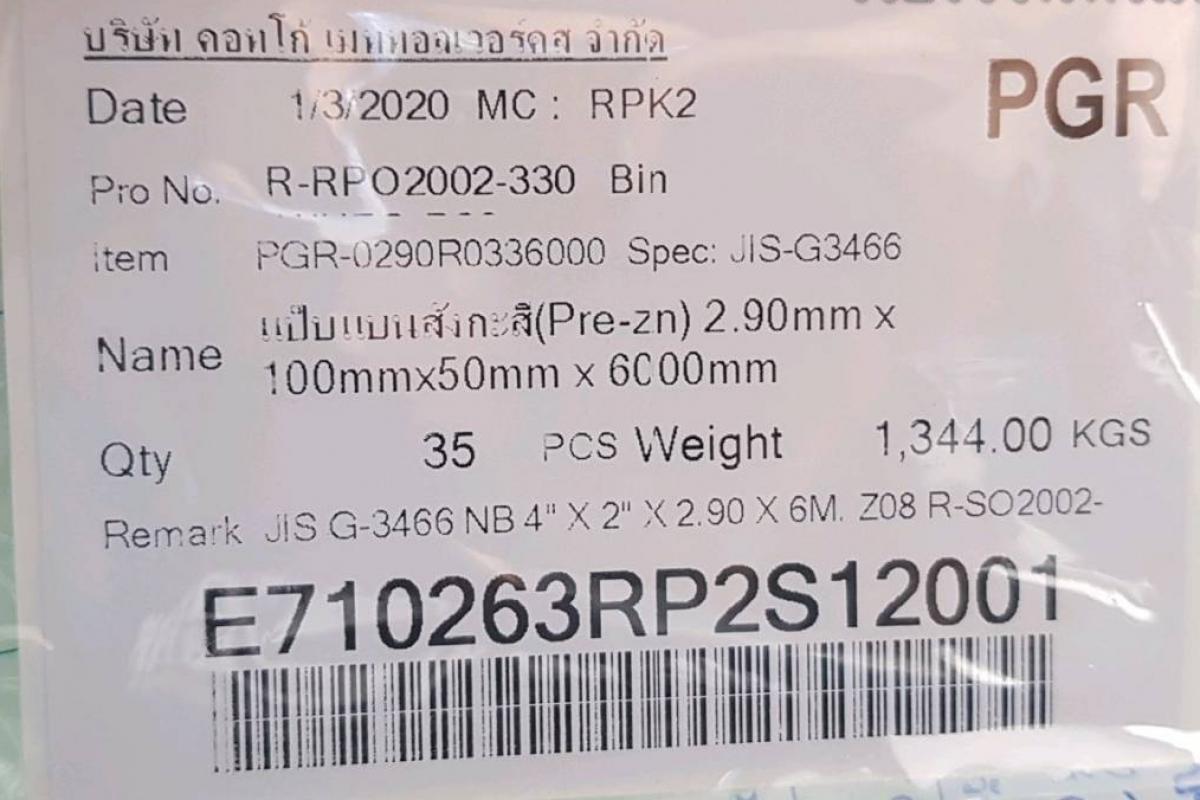 บริษัท คอนโก้ เมททอลเวอร์คส จำกัด
PGR
Date 1/3/2020 MC : RPK2
Pro No. R-RPO2002-330 Bin
Item PGR-0290R0336000 Spec: JIS-G3466
Name แป๊บแบนสังกะสี(Pre-zn) 2.90mm x
100mmx50mm x 6000mm
Qty 35 PCS Weight 1,344.00 KGS
Remark JIS G-3466 NB 4" X 2" X 2.90 X 6M. Z08 R-SO2002-
E710263RP2S12001